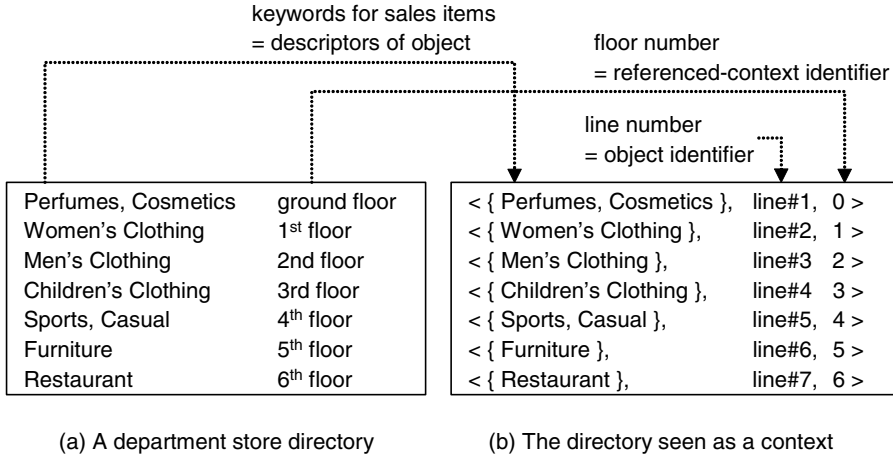 keywords for sales items
= descriptors of object
floor number
= referenced-context identifier
line number
= object identifier
Perfumes, Cosmetics ground floor
Women's Clothing 1st floor
Men's Clothing 2nd floor
Children's Clothing 3rd floor
Sports, Casual 4th floor
Furniture 5th floor
Restaurant 6th floor
< { Perfumes, Cosmetics }, line#1, 0 >
< { Women's Clothing }, line#2, 1 >
< { Men's Clothing }, line#3 2 >
< { Children's Clothing }, line#4 3 >
< { Sports, Casual }, line#5, 4 >
< { Furniture }, line#6, 5 >
< { Restaurant }, line#7, 6 >
(a) A department store directory
(b) The directory seen as a context